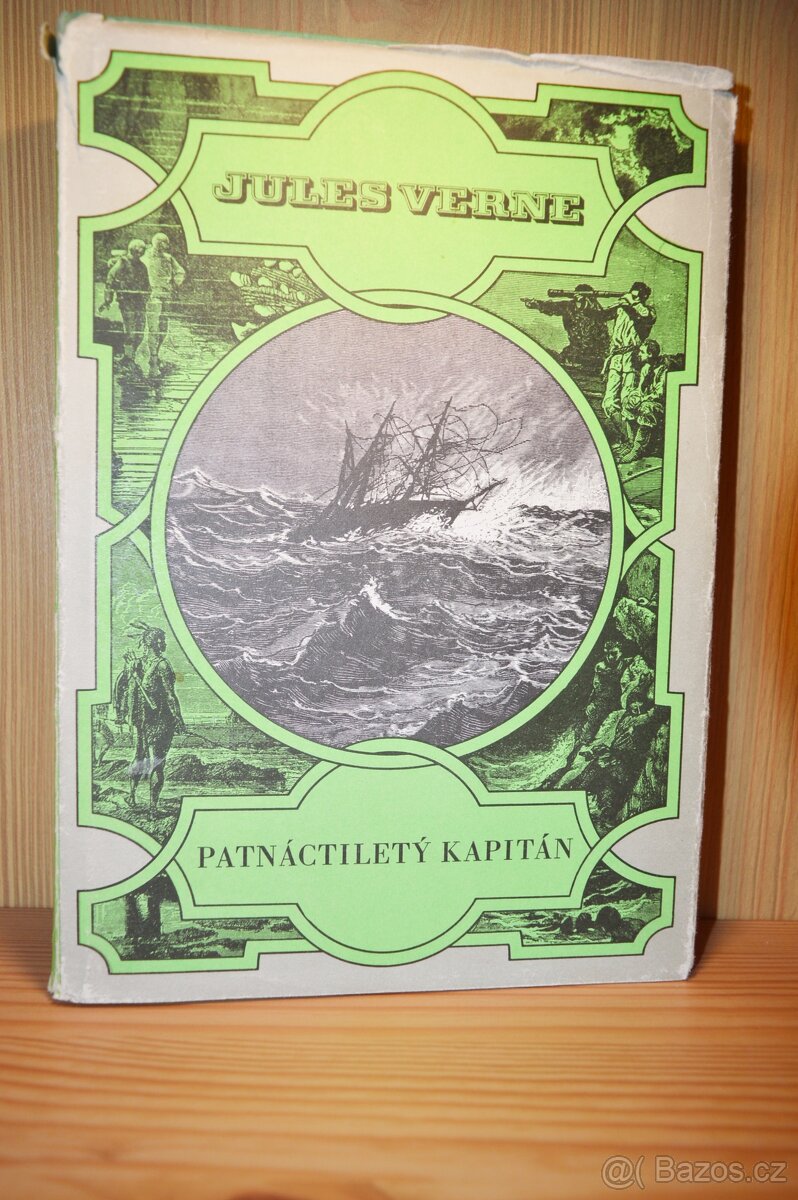 JULES VERNE
PATNÁCTILETÝ KAPITÁN
@( Bazos.cz